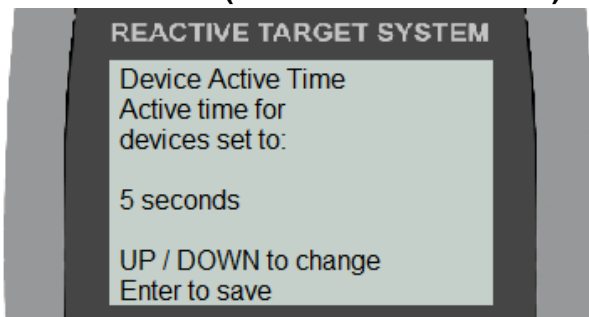 REACTIVE TARGET SYSTEM
Device Active Time
Active time for
devices set to:
5 seconds
UP / DOWN to change
Enter to save